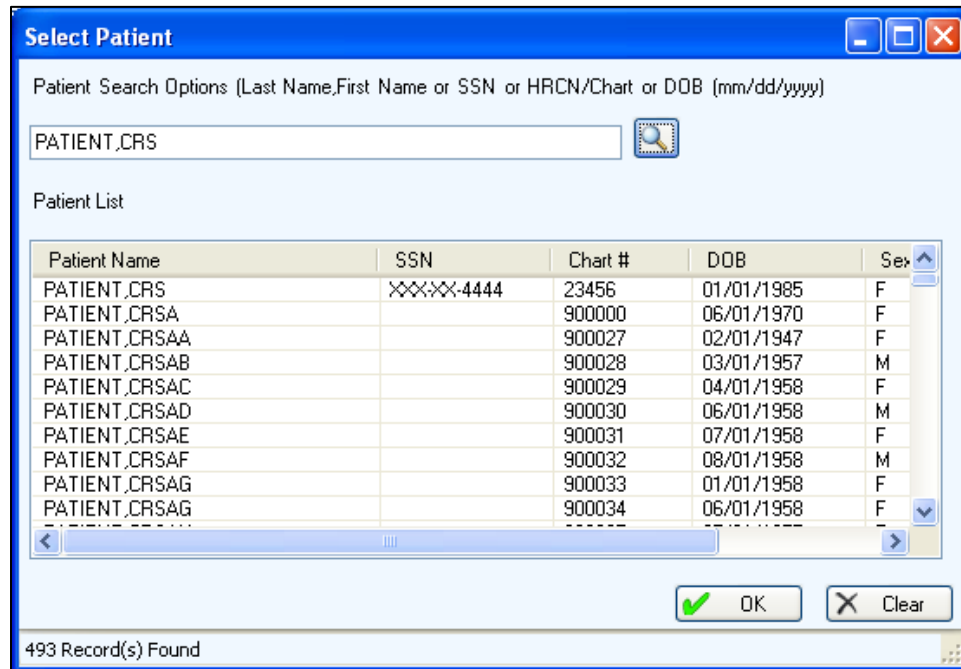 Select Patient
Patient Search Options (Last Name,First Name or SSN or HRCN/Chart or DOB (mm/dd/yyyy)
PATIENT,CRS
Patient List
Patient Name SSN Chart # DOB Sex
PATIENT,CRS XXX-XX-4444 23456 01/01/1985 F
PATIENT,CRSA 900000 06/01/1970 F
PATIENT,CRSAA 900027 02/01/1947 F
PATIENT,CRSAB 900028 03/01/1957 M
PATIENT,CRSAC 900029 04/01/1958 F
PATIENT,CRSAD 900030 06/01/1958 M
PATIENT,CRSAE 900031 07/01/1958 F
PATIENT,CRSAF 900032 08/01/1958 M
PATIENT,CRSAG 900033 01/01/1958 F
PATIENT,CRSAG 900034 06/01/1958 F
OK Clear
493 Record(s) Found